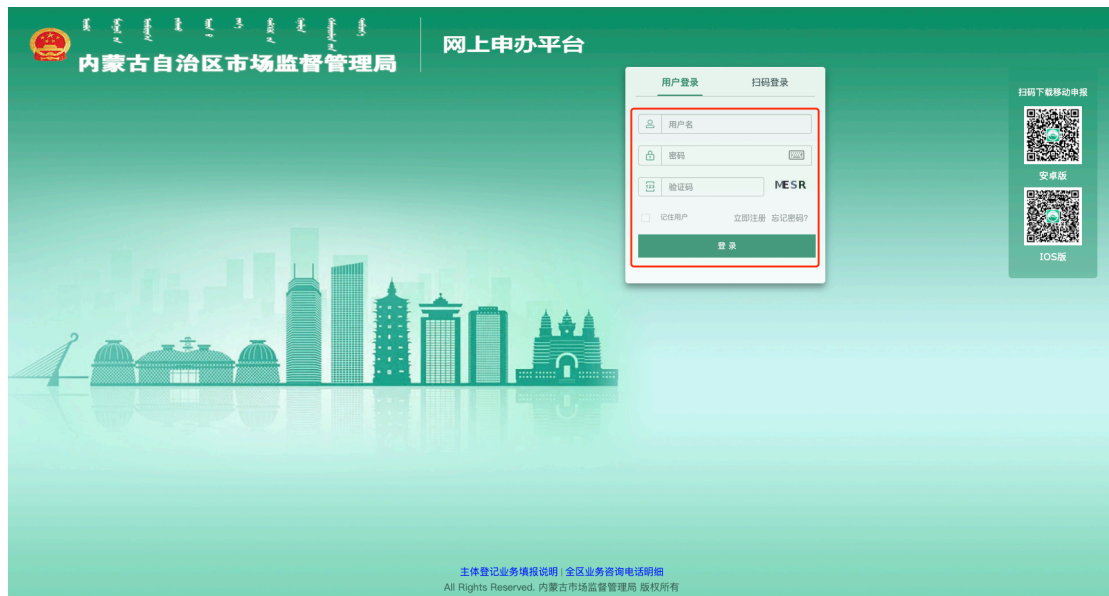 内蒙古自治区市场监督管理局
网上申办平台
用户登录
扫码登录
用户名
密码
验证码
MESR
记住用户
立即注册 忘记密码?
登录
扫码下载移动申报
安卓版
IOS版
主体登记业务填报说明 | 全区业务咨询电话明细
All Rights Reserved. 内蒙古市场监督管理局 版权所有